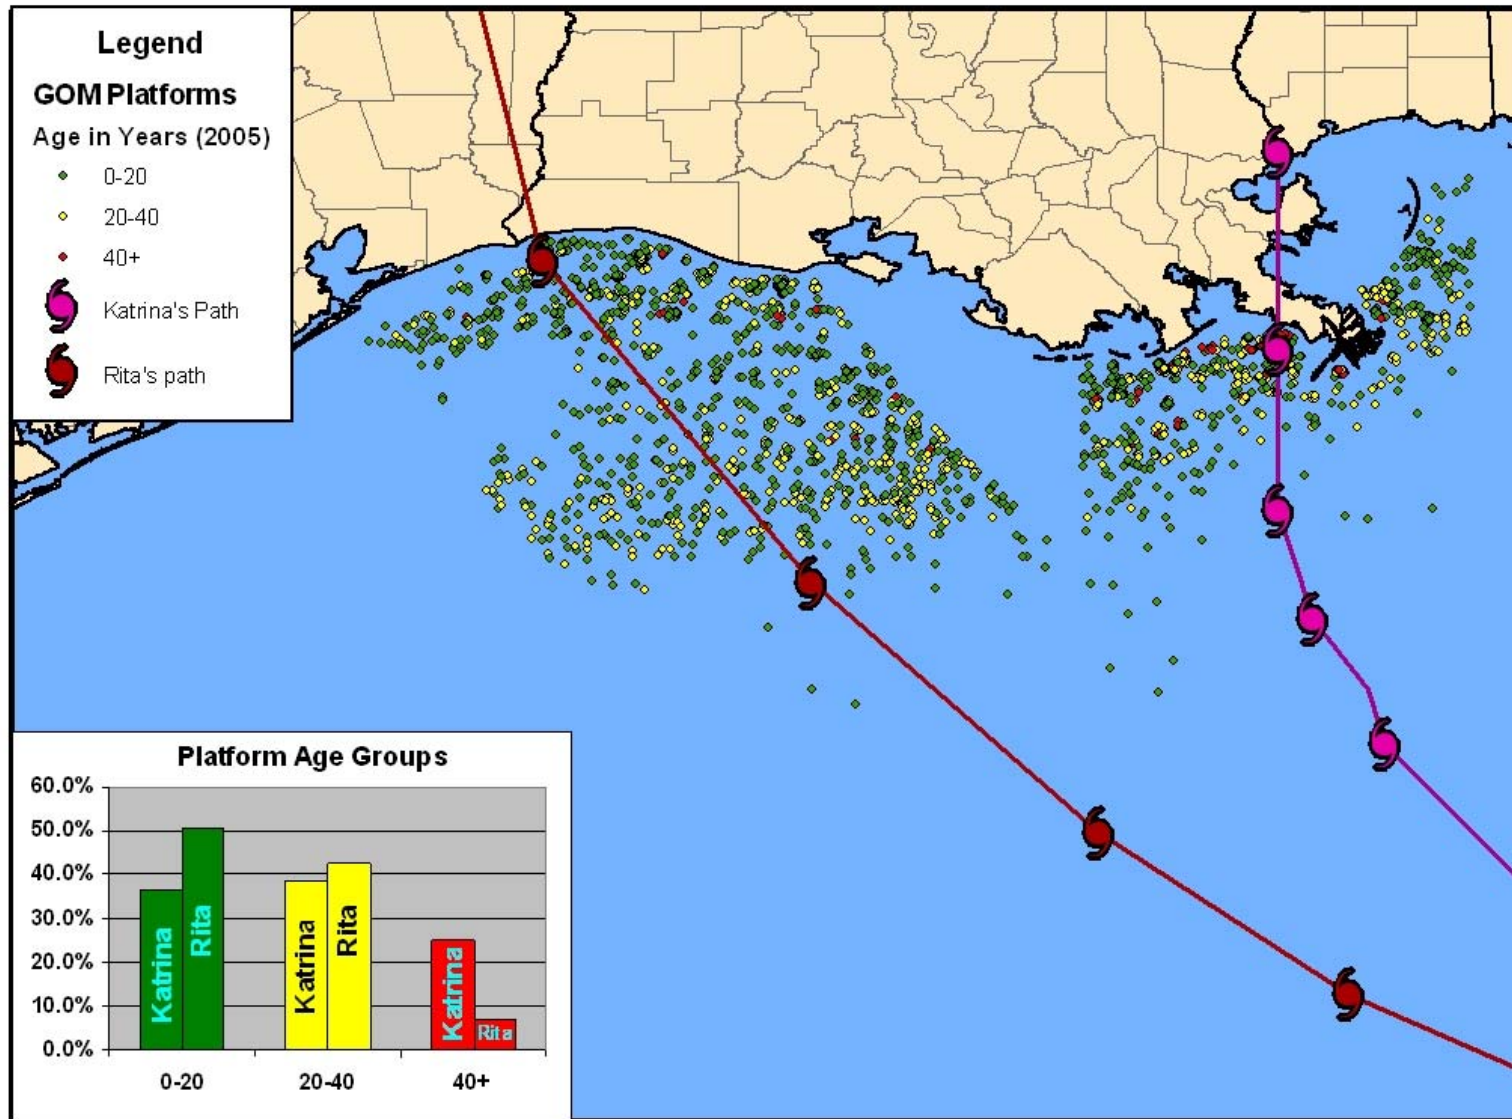 Legend
GOM Platforms
Age in Years (2005)
0-20
20-40
40+
Katrina's Path
Rita's path
Platform Age Groups
60.0%
50.0%
40.0%
30.0%
20.0%
10.0%
0.0%
Katrina
Rita
Katrina
Rita
Katrina
Rita
0-20
20-40
40+